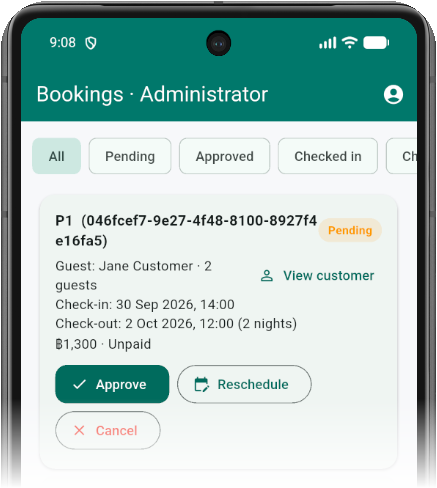 9:08
Bookings · Administrator
All
Pending
Approved
Checked in
Ch
P1 (046fcef7-9e27-4f48-8100-8927f4
e16fa5)
Pending
Guest: Jane Customer · 2
guests
View customer
Check-in: 30 Sep 2026, 14:00
Check-out: 2 Oct 2026, 12:00 (2 nights)
฿1,300 · Unpaid
Approve
Reschedule
Cancel